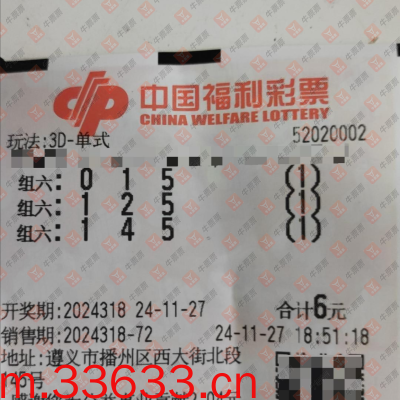 中国福利彩票
CHINA WELFARE LOTTERY
玩法:3D-单式 52020002
组六: 0 1 5 (1)
组六: 1 2 5 (1)
组六: 1 4 5 (1)
开奖期:2024318 24-11-27 合计6元
销售期:2024318-72 24-11-27 18:51:18
地址:遵义市播州区西大街北段
45号
m.33633.cn